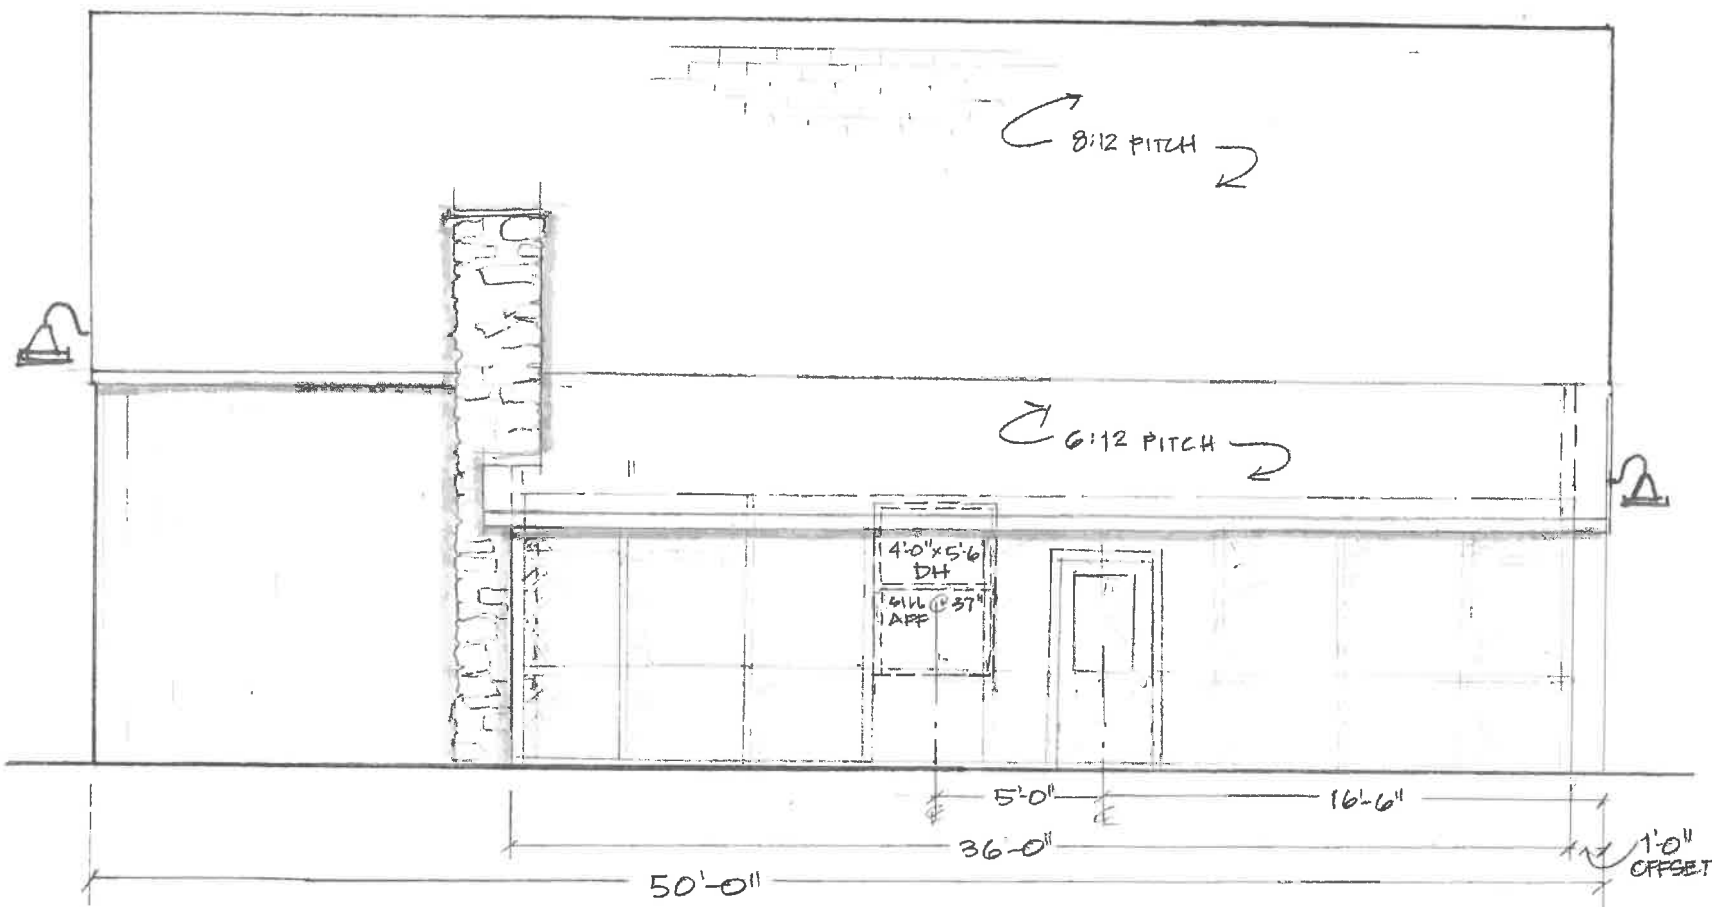 8:12 PITCH
6:12 PITCH
4'-0" x 5'-6
DH
SILL @ 37"
AFF
5'-0"
16'-6"
36-0"
1'-0"
OFFSET
50'-0"